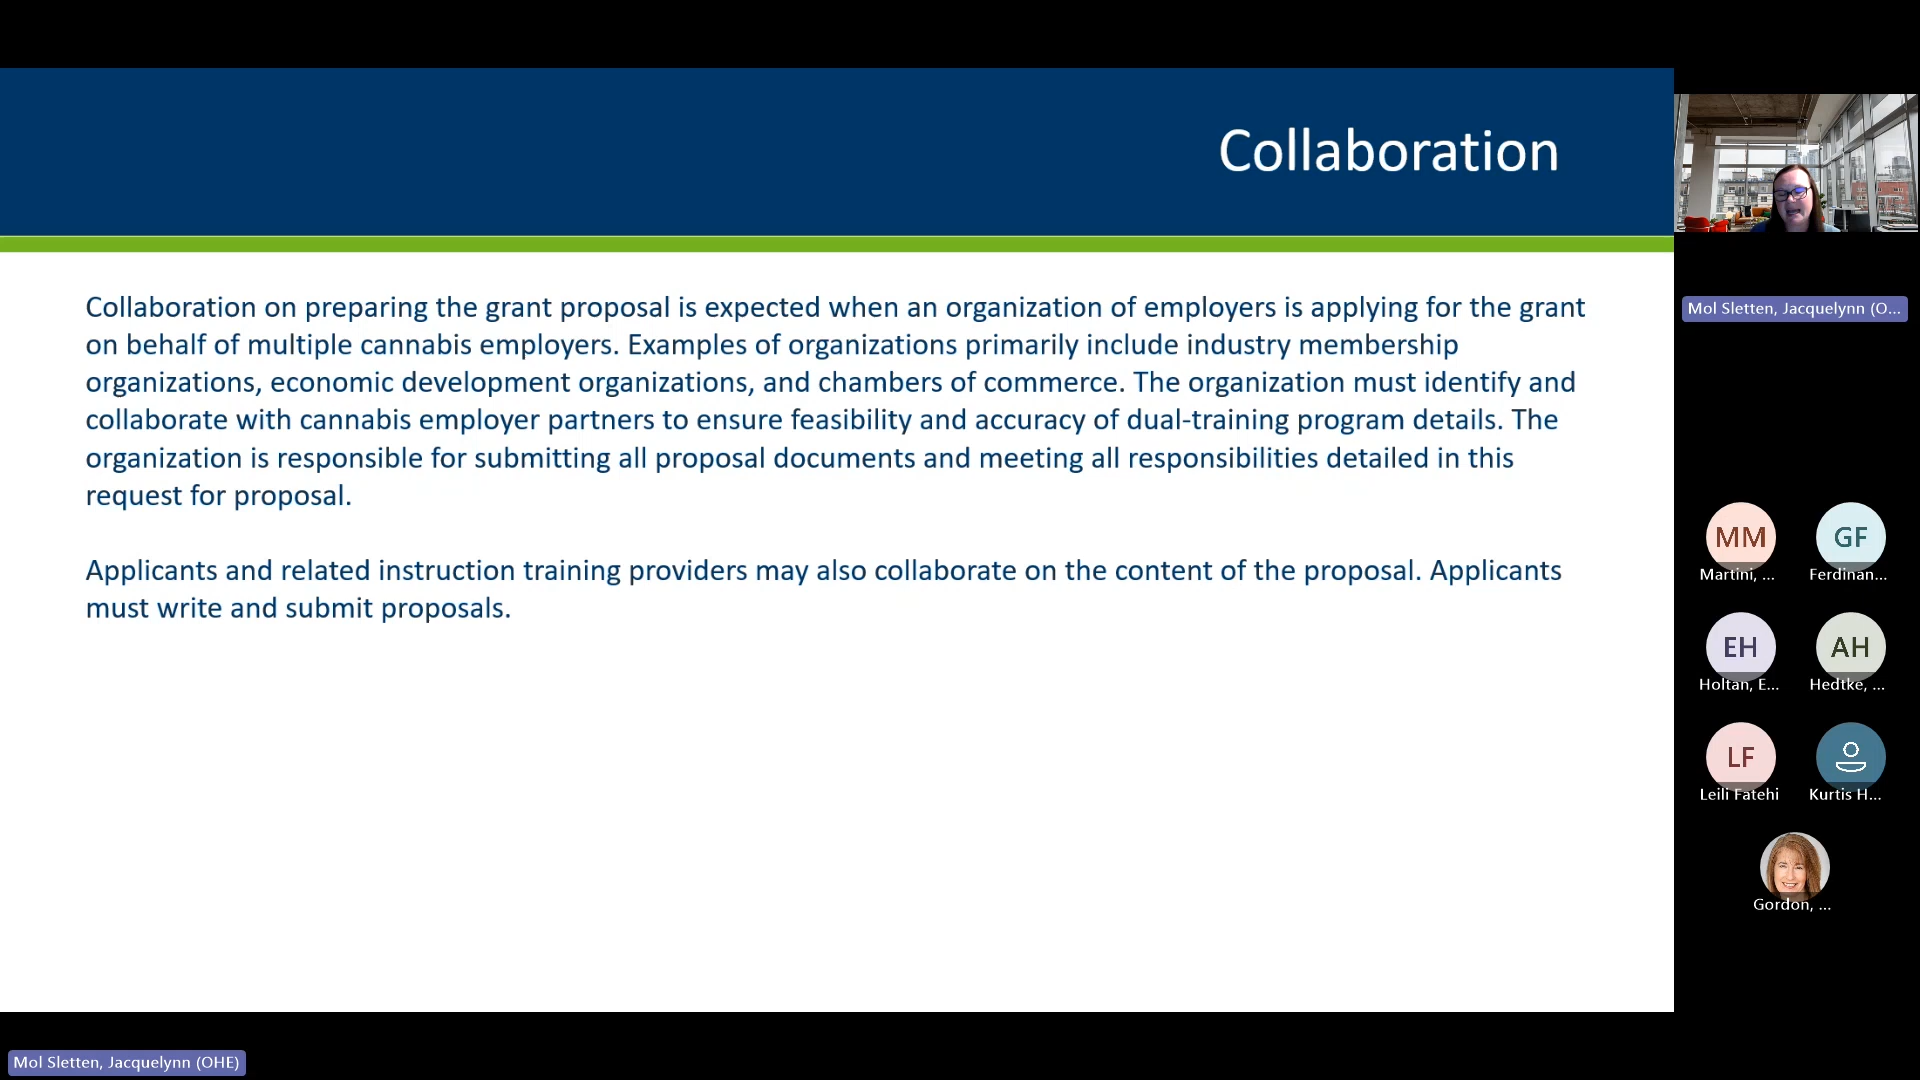 Collaboration
Collaboration on preparing the grant proposal is expected when an organization of employers is applying for the grant
on behalf of multiple cannabis employers. Examples of organizations primarily include industry membership
organizations, economic development organizations, and chambers of commerce. The organization must identify and
collaborate with cannabis employer partners to ensure feasibility and accuracy of dual-training program details. The
organization is responsible for submitting all proposal documents and meeting all responsibilities detailed in this
request for proposal.
Applicants and related instruction training providers may also collaborate on the content of the proposal. Applicants
must write and submit proposals.
Mol Sletten, Jacquelynn (O...
MM
GF
Martini, ...
Ferdinan...
EH
AH
Holtan, E...
Hedtke, ...
LF
Leili Fatehi
Kurtis H...
Gordon, ...
Mol Sletten, Jacquelynn (OHE)